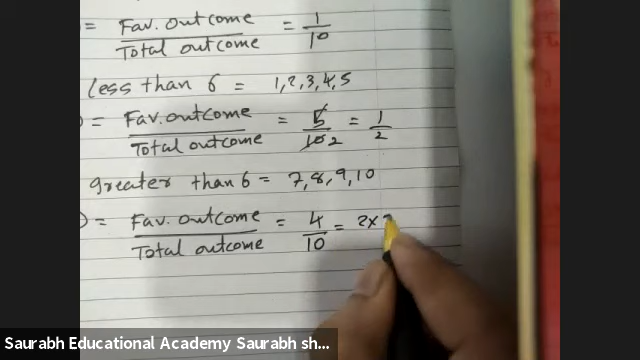 = Fav. outcome / Total outcome = 1/10
less than 6 = 1,2,3,4,5
) = Fav. outcome / Total outcome = 5/10 2 = 1/2
greater than 6 = 7,8,9,10
) = Fav. outcome / Total outcome = 4/10 = 2x
Saurabh Educational Academy Saurabh sh...